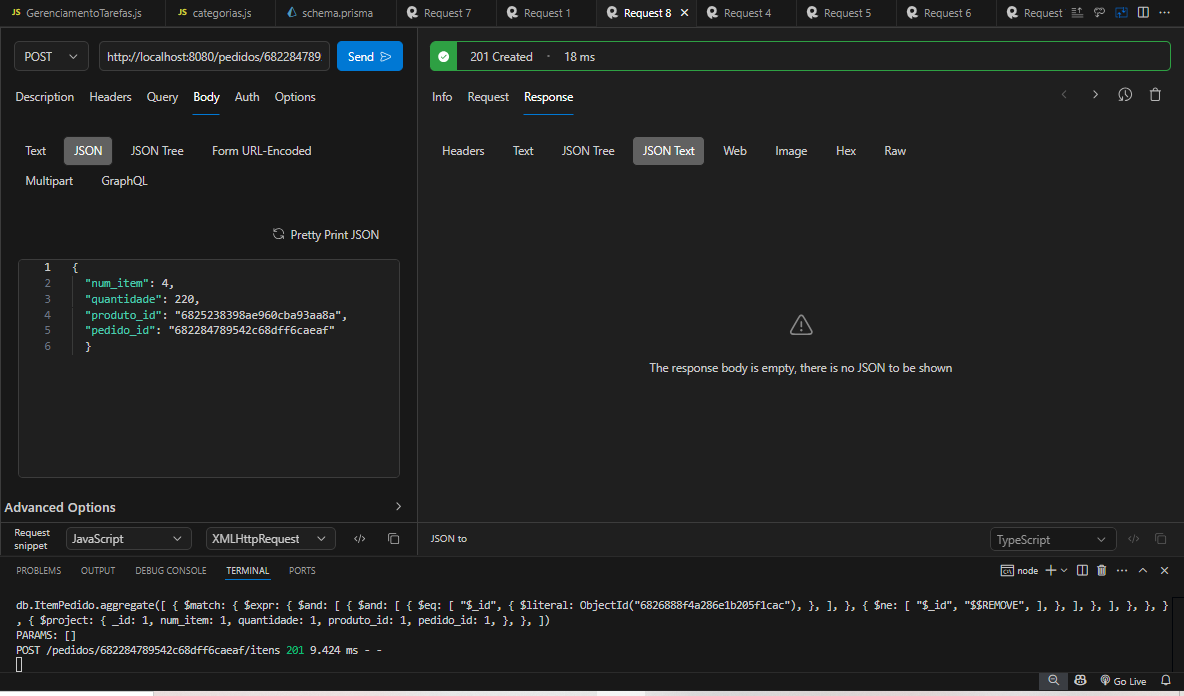 JS GerenciamentoTarefas.js JS categorias.js schema.prisma Request 7 Request 1 Request 8 Request 4 Request 5 Request 6 Request
POST http://localhost:8080/pedidos/682284789 Send
201 Created · 18 ms
Description Headers Query Body Auth Options
Info Request Response
Text JSON JSON Tree Form URL-Encoded
Multipart GraphQL
Headers Text JSON Tree JSON Text Web Image Hex Raw
Pretty Print JSON
1 {
2 "num_item": 4,
3 "quantidade": 220,
4 "produto_id": "6825238398ae960cba93aa8a",
5 "pedido_id": "682284789542c68dff6caeaf"
6 }
The response body is empty, there is no JSON to be shown
Advanced Options
Request snippet JavaScript XMLHttpRequest
JSON to TypeScript
PROBLEMS OUTPUT DEBUG CONSOLE TERMINAL PORTS node
db.ItemPedido.aggregate([ { $match: { $expr: { $and: [ { $and: [ { $eq: [ "$_id", { $literal: ObjectId("6826888f4a286e1b205f1cac"), }, ], }, { $ne: [ "$_id", "$$REMOVE", ], }, ], }, ], }, }, }
, { $project: { _id: 1, num_item: 1, quantidade: 1, produto_id: 1, pedido_id: 1, }, }, ])
PARAMS: []
POST /pedidos/682284789542c68dff6caeaf/itens 201 9.424 ms - -
Go Live